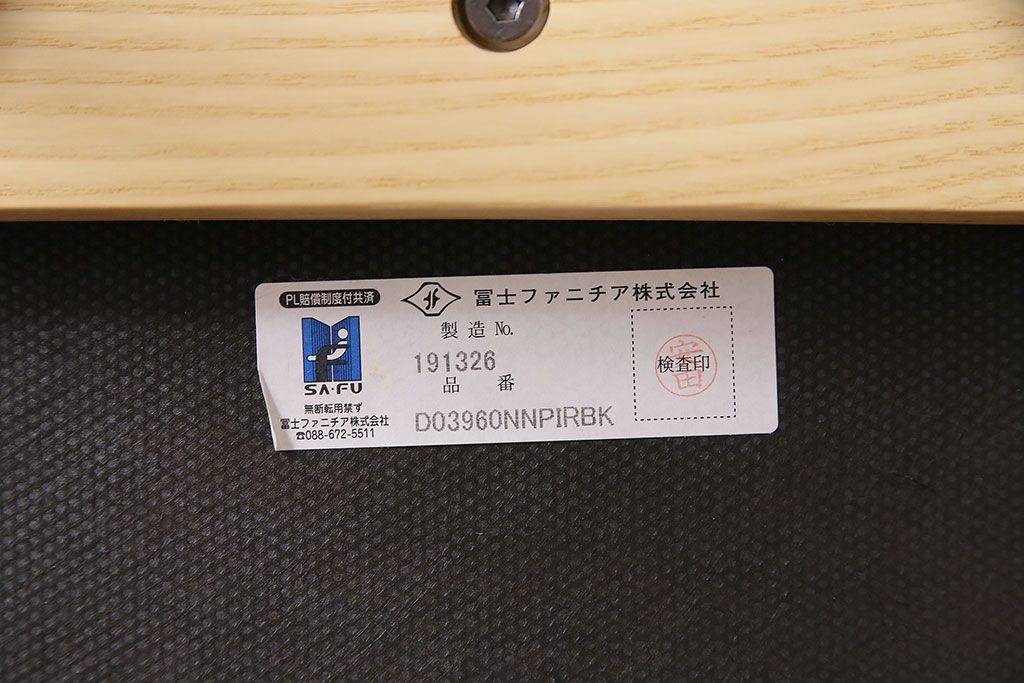 PL賠償制度付共済
冨士ファニチア株式会社
製造 No.
191326
品 番
D03960NNPIRBK
SA・FU
無断転用禁ず
冨士ファニチア株式会社
☎088-672-5511
検査印